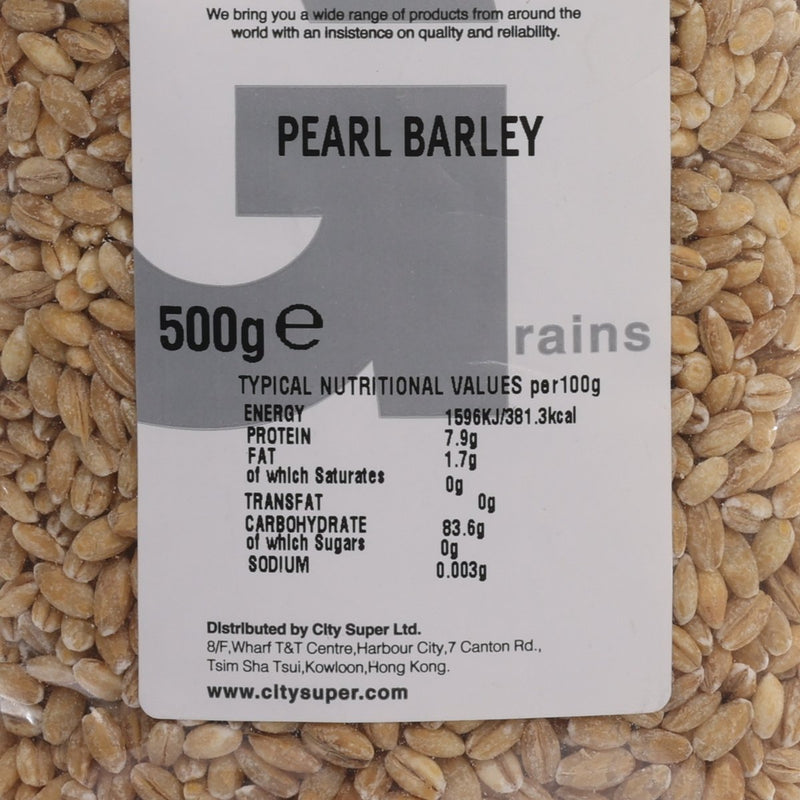 We bring you a wide range of products from around the
world with an insistence on quality and reliability.
PEARL BARLEY
500g e
Grains
TYPICAL NUTRITIONAL VALUES per100g
ENERGY 1596KJ/381.3kcal
PROTEIN 7.9g
FAT 1.7g
of which Saturates 0g
TRANSFAT 0g
CARBOHYDRATE 83.6g
of which Sugars 0g
SODIUM 0.003g
Distributed by City Super Ltd.
8/F,Wharf T&T Centre,Harbour City,7 Canton Rd.,
Tsim Sha Tsui,Kowloon,Hong Kong.
www.citysuper.com